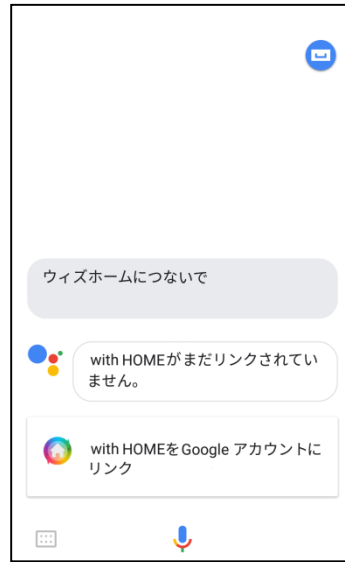 ウィズホームにつないで
with HOMEがまだリンクされてい
ません。
with HOMEをGoogle アカウントに
リンク